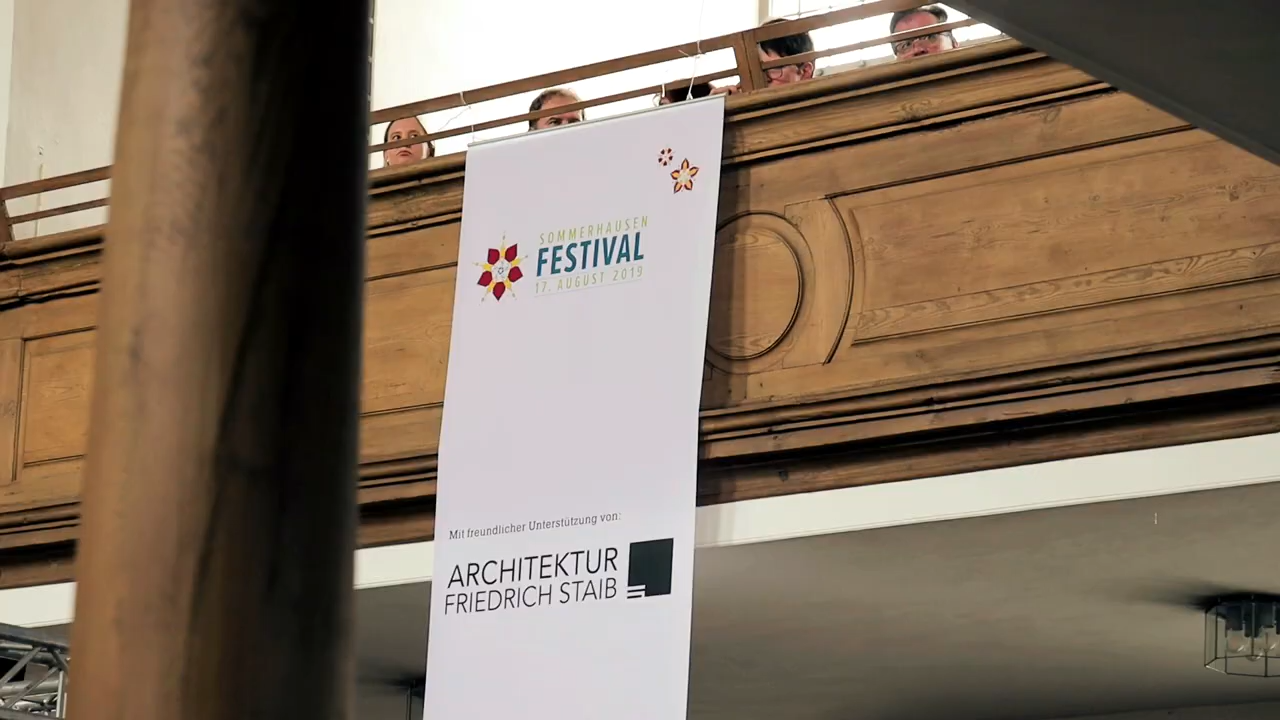 SOMMERHAUSEN
FESTIVAL
17. AUGUST 2019
Mit freundlicher Unterstützung von:
ARCHITEKTUR
FRIEDRICH STAIB